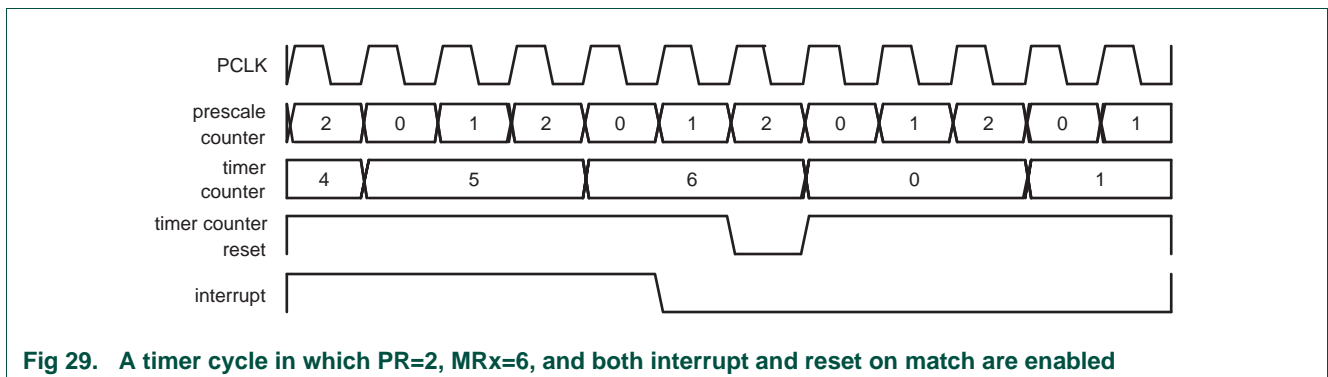 PCLK
prescale
counter
2 0 1 2 0 1 2 0 1 2 0 1
timer
counter
4 5 6 0 1
timer counter
reset
interrupt
Fig 29. A timer cycle in which PR=2, MRx=6, and both interrupt and reset on match are enabled